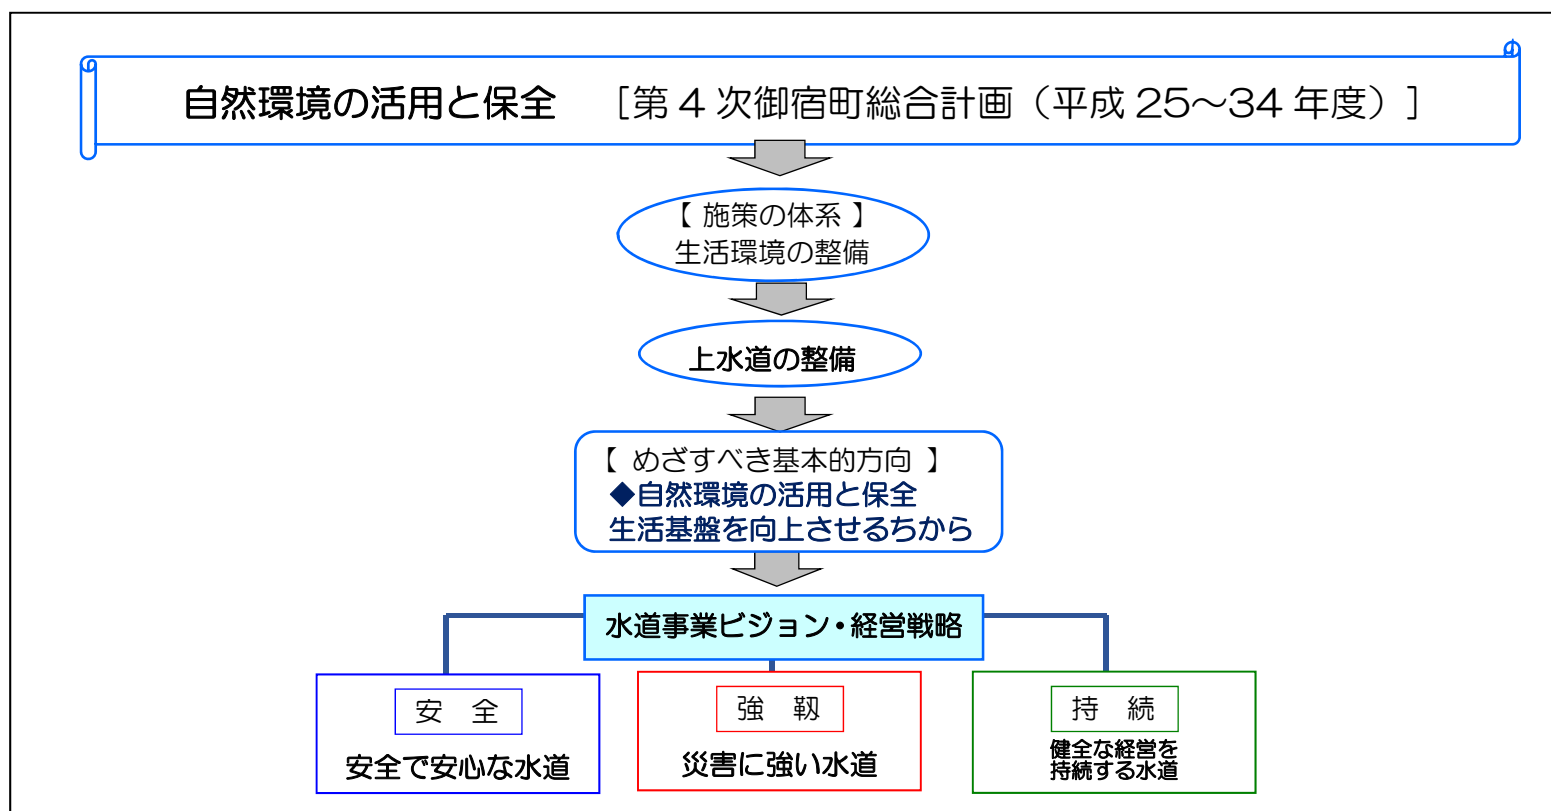 自然環境の活用と保全　［第４次御宿町総合計画（平成 25～34 年度）］
【 施策の体系 】
生活環境の整備
上水道の整備
【 めざすべき基本的方向 】
◆自然環境の活用と保全
生活基盤を向上させるちから
水道事業ビジョン・経営戦略
安　全
安全で安心な水道
強　靱
災害に強い水道
持　続
健全な経営を
持続する水道